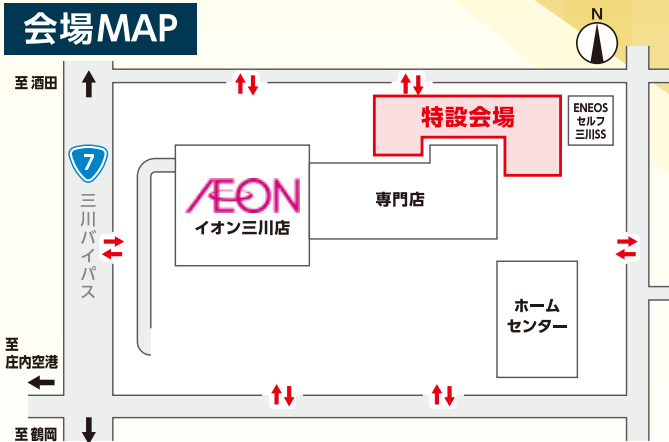 会場MAP
N
至 酒田
特設会場
ENEOS
セルフ
三川SS
7
三川バイパス
ÆON
イオン三川店
専門店
ホーム
センター
至
庄内空港
至 鶴岡